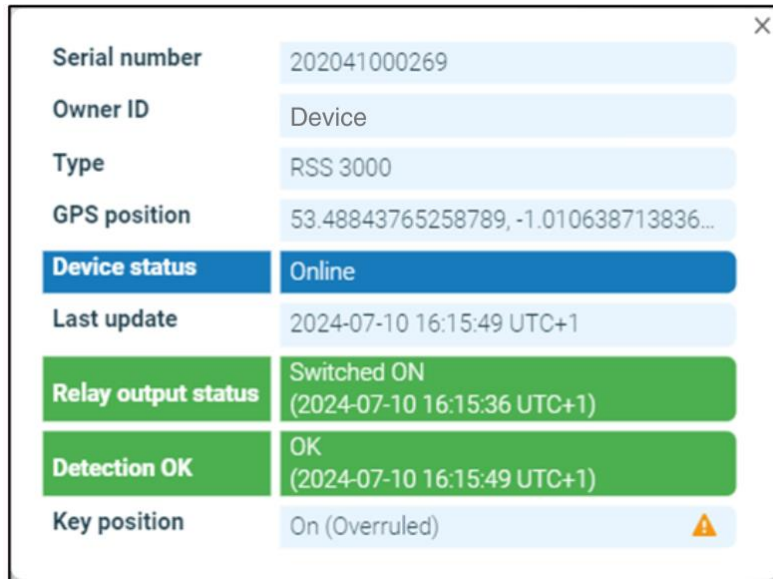 Serial number 202041000269
Owner ID Device
Type RSS 3000
GPS position 53.48843765258789, -1.010638713836...
Device status Online
Last update 2024-07-10 16:15:49 UTC+1
Relay output status Switched ON
(2024-07-10 16:15:36 UTC+1)
Detection OK OK
(2024-07-10 16:15:49 UTC+1)
Key position On (Overruled)